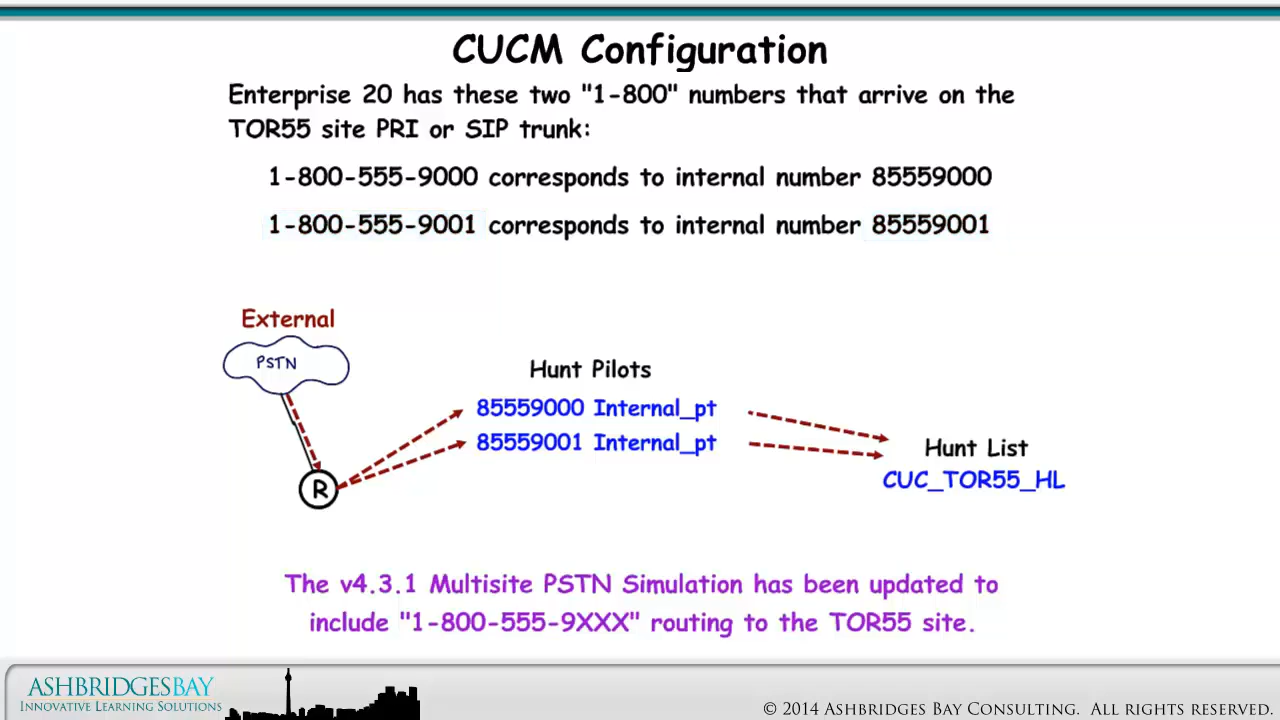 CUCM Configuration
Enterprise 20 has these two "1-800" numbers that arrive on the
TOR55 site PRI or SIP trunk:
1-800-555-9000 corresponds to internal number 85559000
1-800-555-9001 corresponds to internal number 85559001
External
PSTN
Hunt Pilots
85559000 Internal_pt
85559001 Internal_pt
Hunt List
CUC_TOR55_HL
R
The v4.3.1 Multisite PSTN Simulation has been updated to
include "1-800-555-9XXX" routing to the TOR55 site.
ASHBRIDGESBAY
INNOVATIVE LEARNING SOLUTIONS
© 2014 ASHBRIDGES BAY CONSULTING. ALL RIGHTS RESERVED.